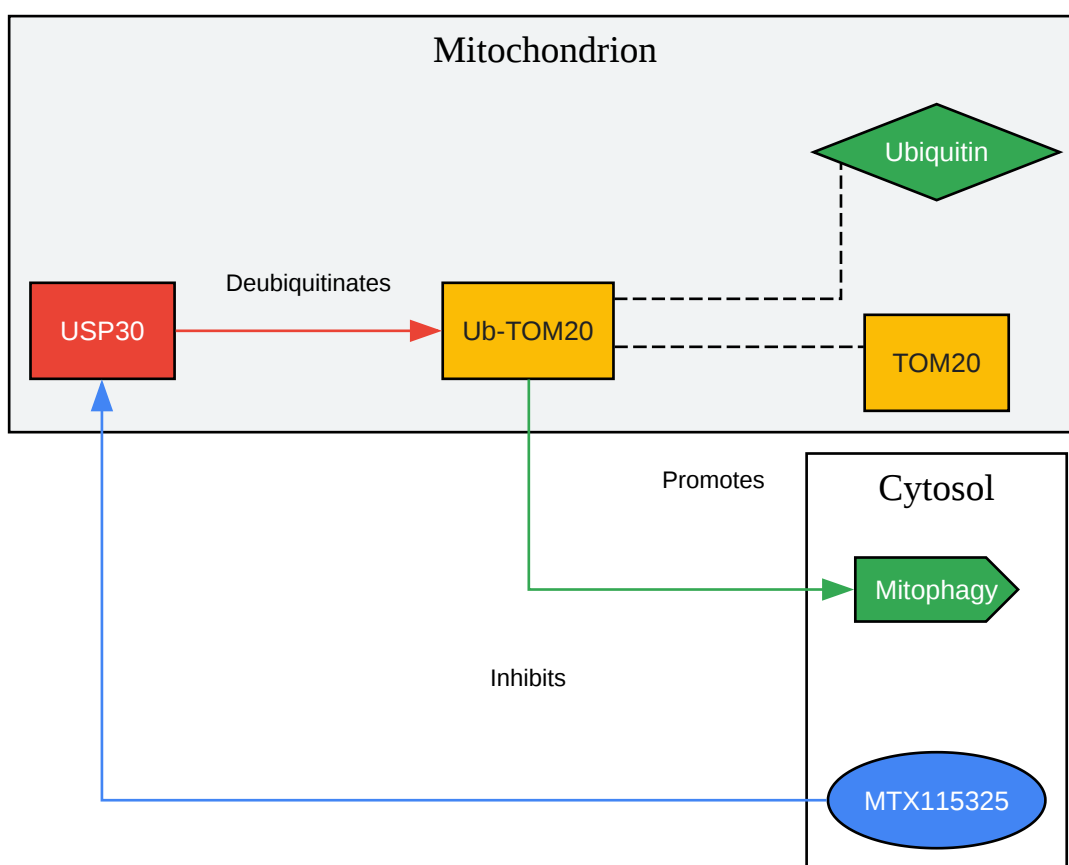 Mitochondrion
Ubiquitin
Deubiquitinates
USP30
Ub-TOM20
TOM20
Promotes
Cytosol
Mitophagy
Inhibits
MTX115325